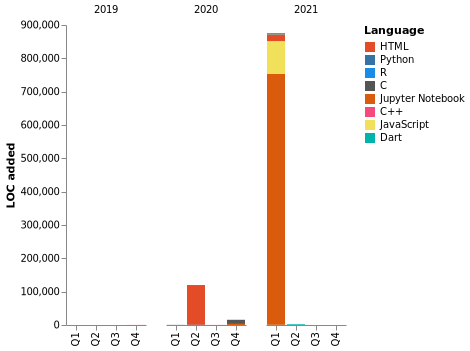 2019 2020 2021
900,000
800,000
700,000
600,000
500,000
400,000
300,000
200,000
100,000
0
LOC added
Q1 Q2 Q3 Q4 Q1 Q2 Q3 Q4 Q1 Q2 Q3 Q4
Language
HTML
Python
R
C
Jupyter Notebook
C++
JavaScript
Dart